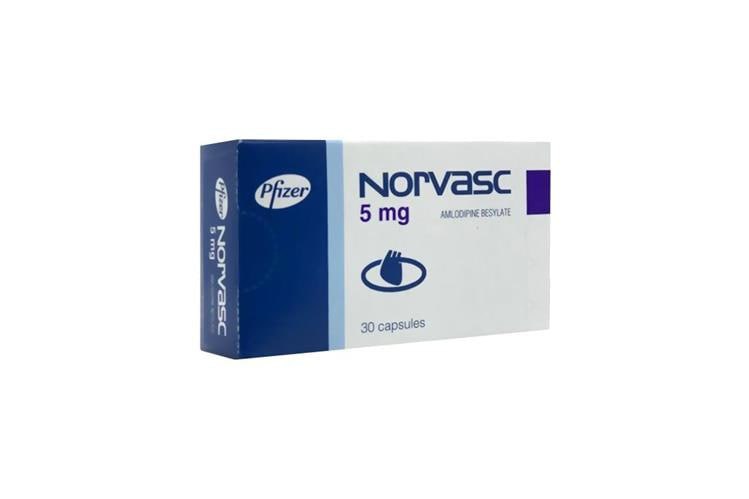 Pfizer
NORVASC
5 mg
AMLODIPINE BESYLATE
30 capsules
Pfizer
NORVASC
5 mg